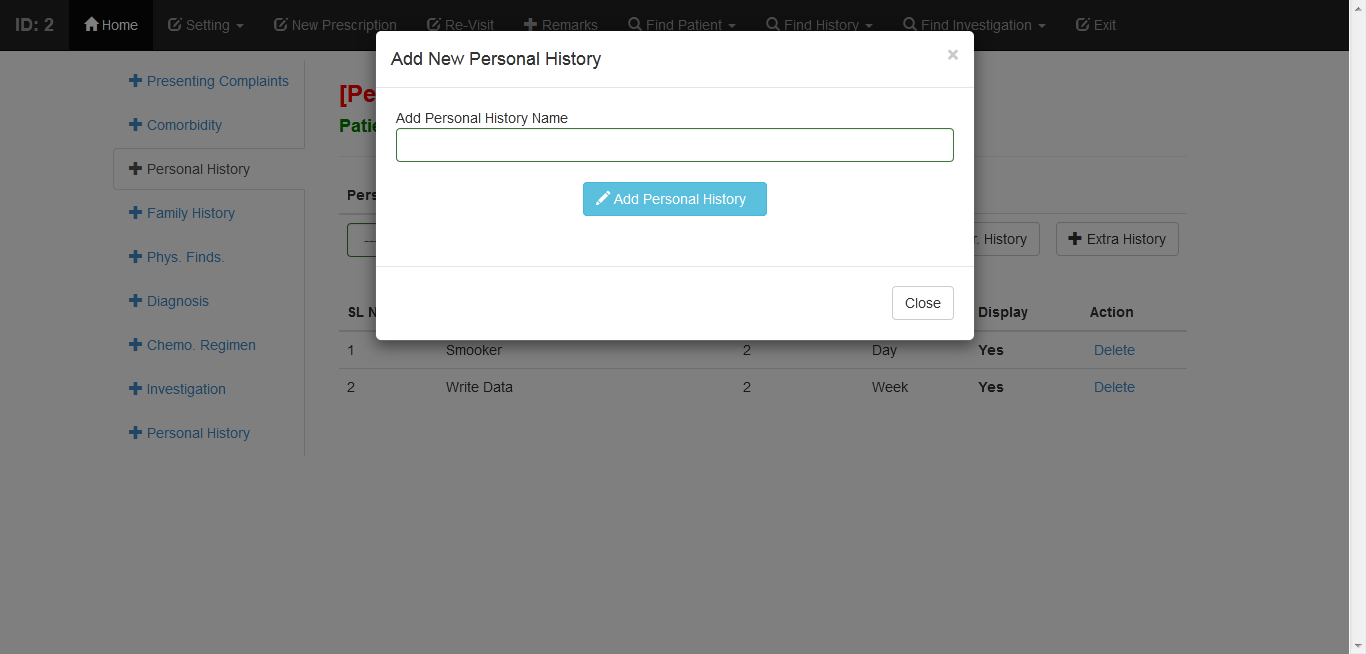 ID: 2 Home Setting New Prescription Re-Visit Remarks Find Patient Find History Find Investigation Exit
Add New Personal History ×
Presenting Complaints
Comorbidity
Personal History
Family History
Phys. Finds.
Diagnosis
Chemo. Regimen
Investigation
Personal History
Add Personal History Name
Add Personal History
History Extra History
Close
SL Display Action
1 Smooker 2 Day Yes Delete
2 Write Data 2 Week Yes Delete